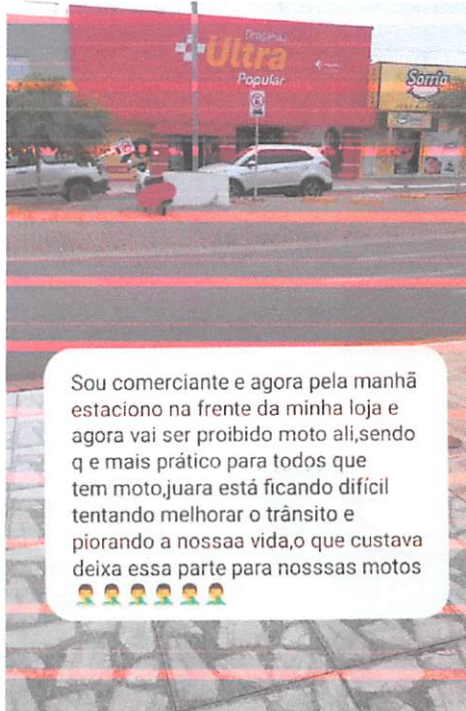 Drogarias
Ultra
Popular
Sorria
Sou comerciante e agora pela manhã
estaciono na frente da minha loja e
agora vai ser proibido moto ali,sendo
q e mais prático para todos que
tem moto,juara está ficando difícil
tentando melhorar o trânsito e
piorando a nossaa vida,o que custava
deixa essa parte para nosssas motos
🤦‍♂️🤦‍♂️🤦‍♂️🤦‍♂️🤦‍♂️🤦‍♂️